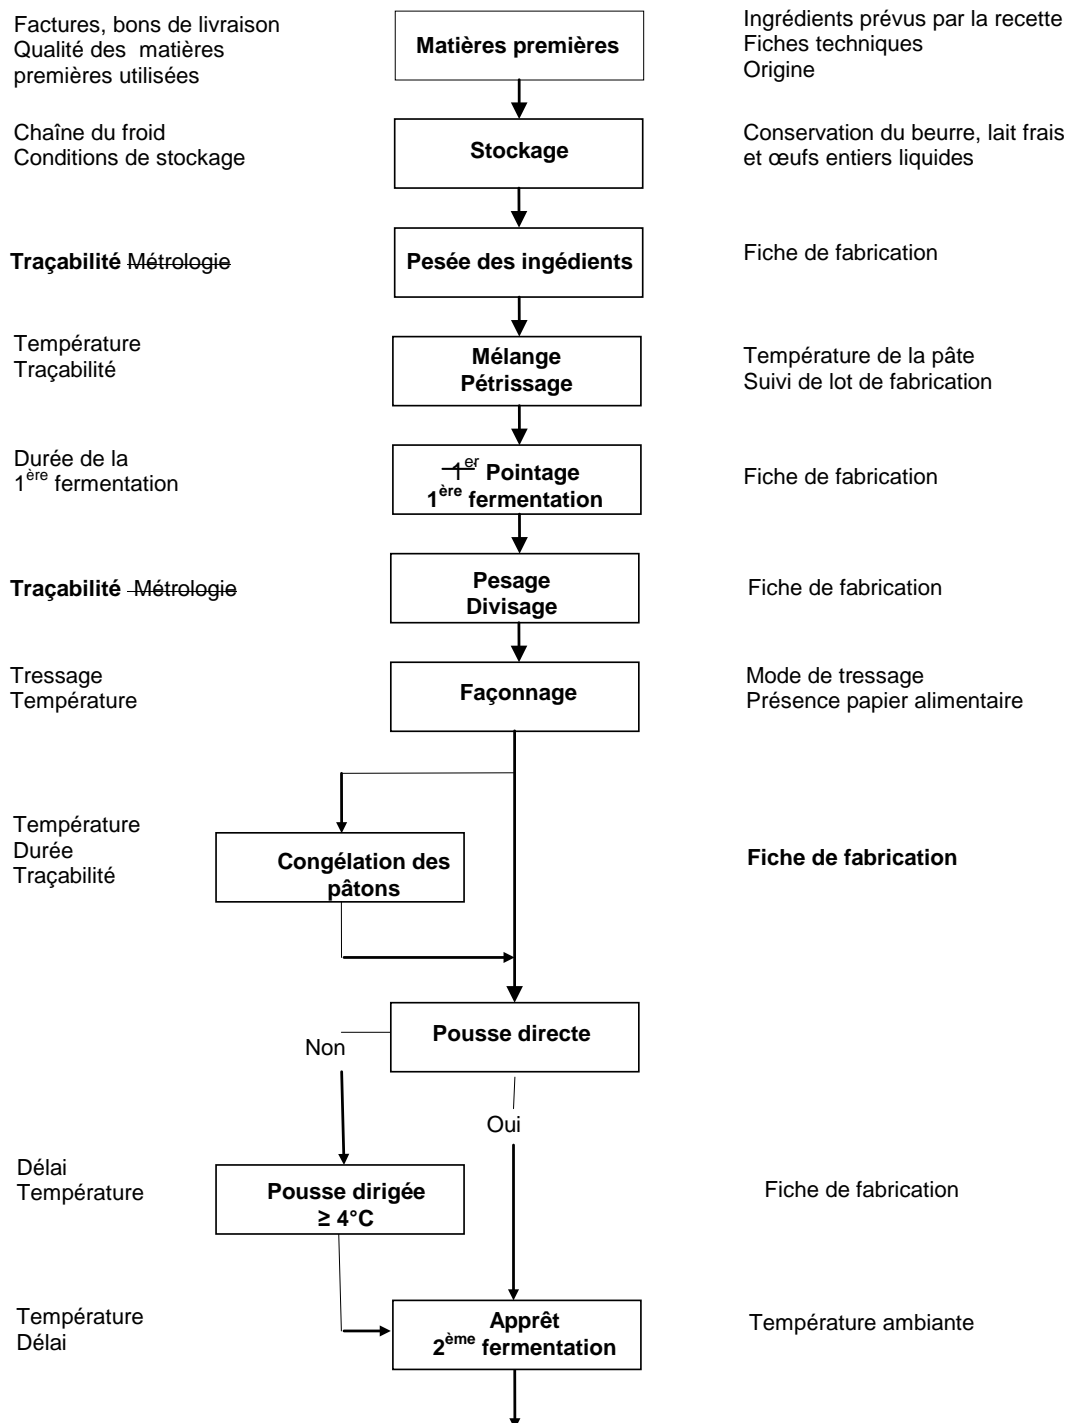 Factures, bons de livraison
Qualité des matières
premières utilisées
Matières premières
Ingrédients prévus par la recette
Fiches techniques
Origine
Chaîne du froid
Conditions de stockage
Stockage
Conservation du beurre, lait frais
et œufs entiers liquides
Traçabilité Métrologie
Pesée des ingédients
Fiche de fabrication
Température
Traçabilité
Mélange
Pétrissage
Température de la pâte
Suivi de lot de fabrication
Durée de la
1ère fermentation
1er Pointage
1ère fermentation
Fiche de fabrication
Traçabilité Métrologie
Pesage
Divisage
Fiche de fabrication
Tressage
Température
Façonnage
Mode de tressage
Présence papier alimentaire
Température
Durée
Traçabilité
Congélation des
pâtons
Fiche de fabrication
Pousse directe
Non
Oui
Délai
Température
Pousse dirigée
≥ 4°C
Fiche de fabrication
Température
Délai
Apprêt
2ème fermentation
Température ambiante